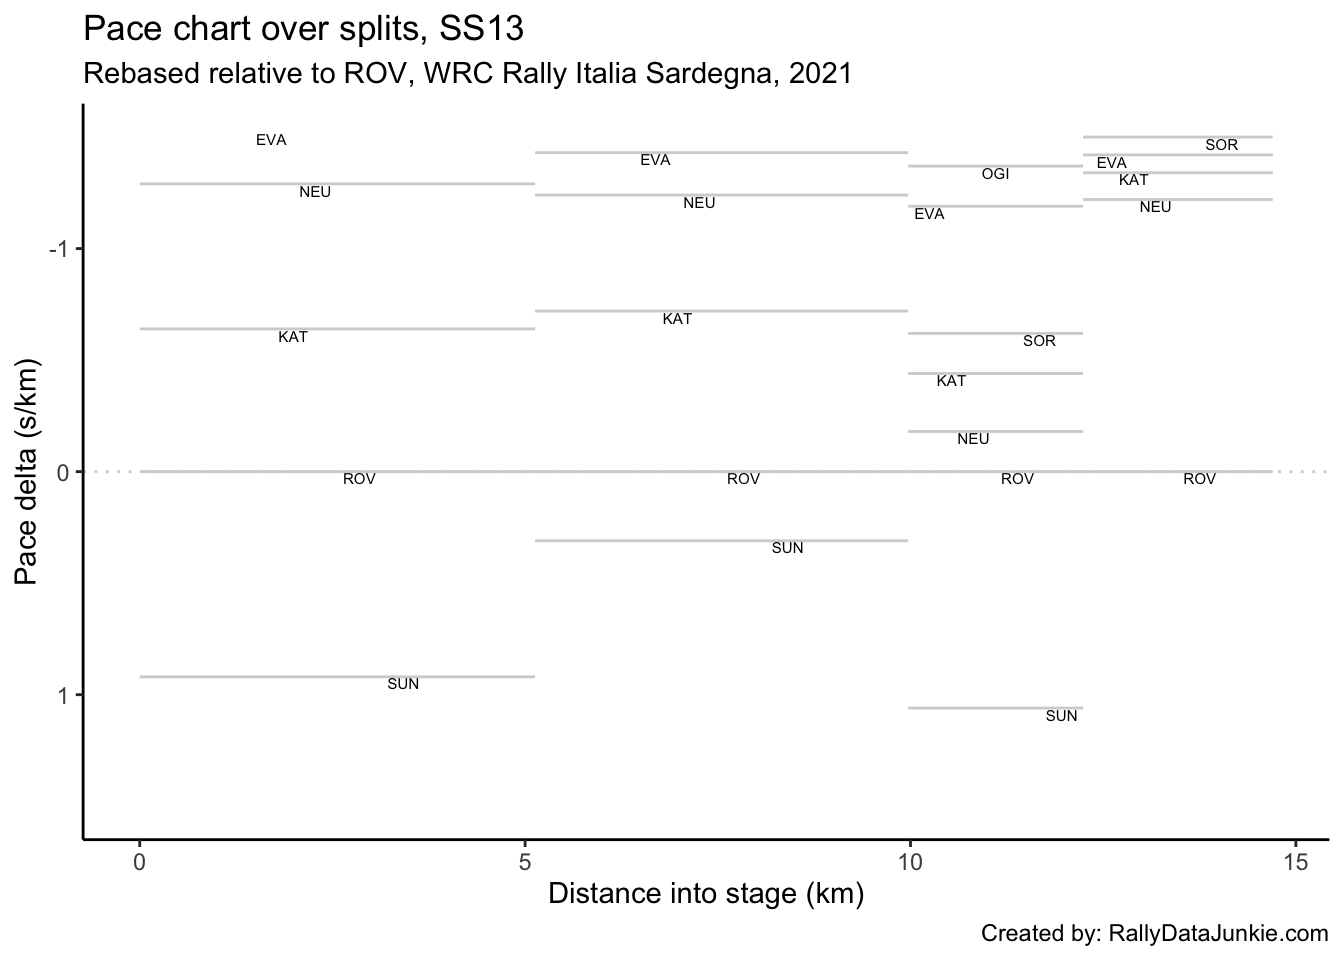 Pace chart over splits, SS13
Rebased relative to ROV, WRC Rally Italia Sardegna, 2021
EVA
SOR
EVA
EVA
OGI
KAT
NEU
NEU
NEU
EVA
-1
KAT
KAT
SOR
KAT
NEU
0
ROV
ROV
ROV
ROV
SUN
SUN
1
SUN
Pace delta (s/km)
0
5
10
15
Distance into stage (km)
Created by: RallyDataJunkie.com